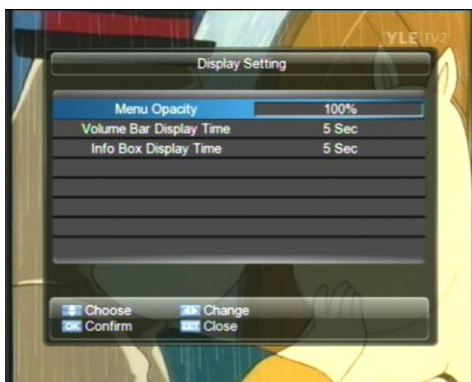 YLE TV2
Display Setting
Menu Opacity 100%
Volume Bar Display Time 5 Sec
Info Box Display Time 5 Sec
Choose Change
OK Confirm EXIT Close